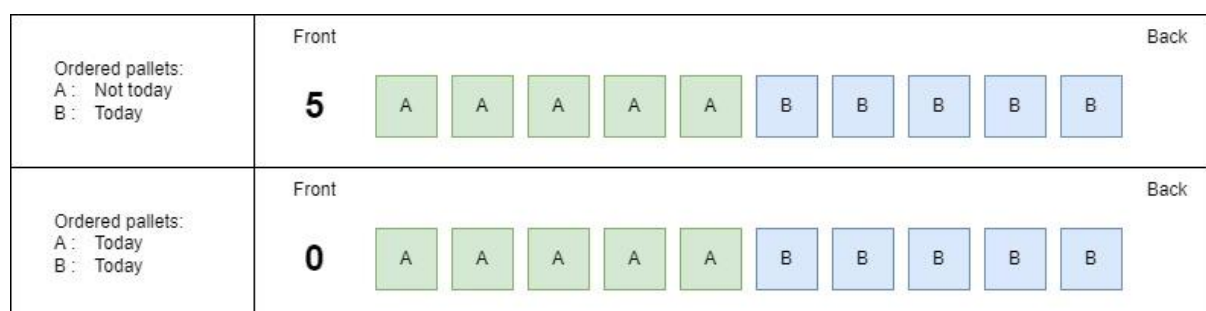 Front Back
Ordered pallets:
A : Not today
B : Today
5 A A A A A B B B B B
Front Back
Ordered pallets:
A : Today
B : Today
0 A A A A A B B B B B